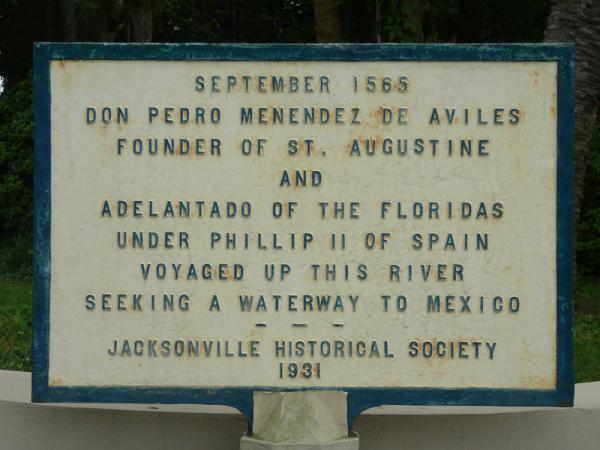 SEPTEMBER 1565
DON PEDRO MENENDEZ DE AVILES
FOUNDER OF ST. AUGUSTINE
AND
ADELANTADO OF THE FLORIDAS
UNDER PHILLIP II OF SPAIN
VOYAGED UP THIS RIVER
SEEKING A WATERWAY TO MEXICO
— — —
JACKSONVILLE HISTORICAL SOCIETY
1931